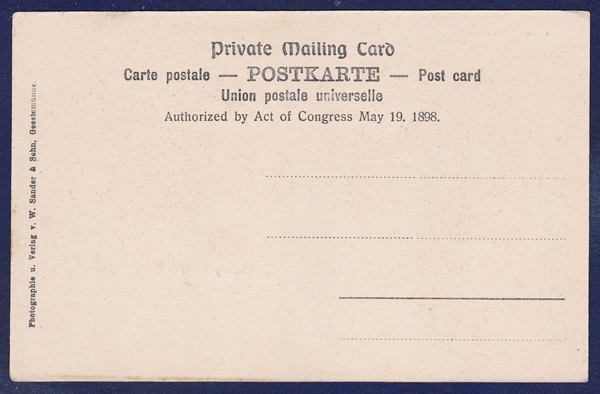 Private Mailing Card
Carte postale — POSTKARTE — Post card
Union postale universelle
Authorized by Act of Congress May 19. 1898.
Photographie u. Verlag v. W. Sander & Sohn, Geestemünde.